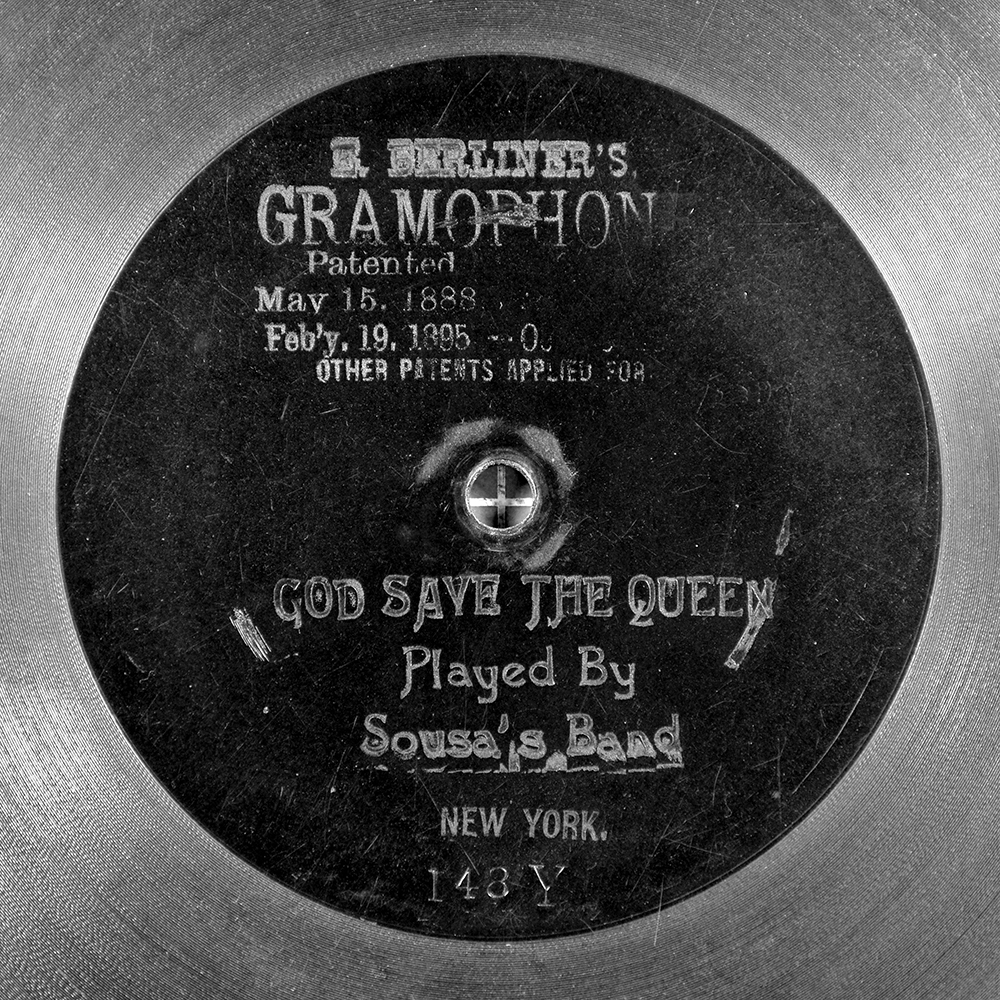 E. BERLINER'S.
GRAMOPHON
Patented
May 15. 1888.
Feb'y. 19. 1895
OTHER PATENTS APPLIED FOR
GOD SAVE THE QUEEN
Played By
Sousa's Band
NEW YORK.
143 Y